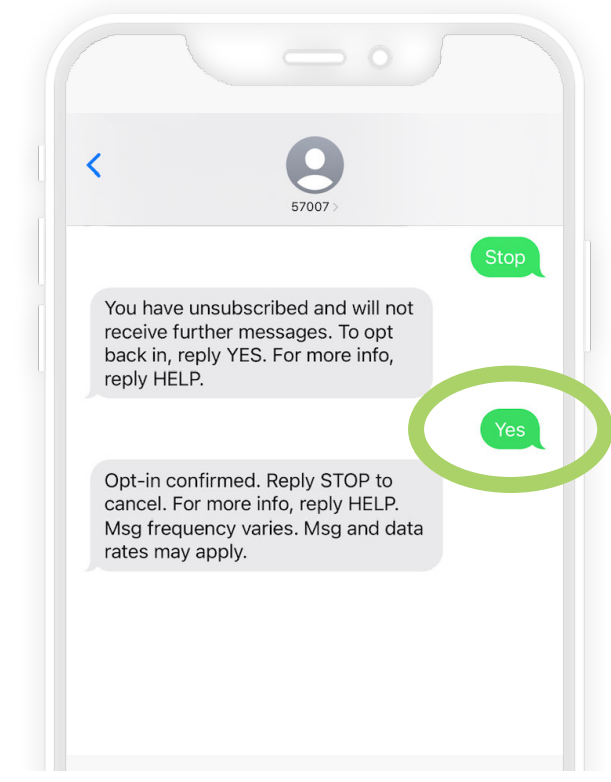 57007
Stop
You have unsubscribed and will not
receive further messages. To opt
back in, reply YES. For more info,
reply HELP.
Yes
Opt-in confirmed. Reply STOP to
cancel. For more info, reply HELP.
Msg frequency varies. Msg and data
rates may apply.